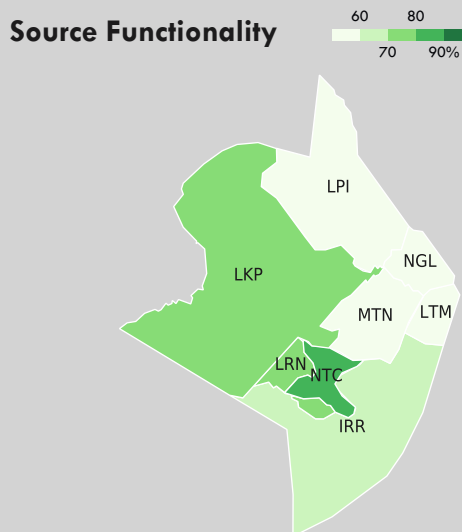 Source Functionality
60 80
70 90%
LPI
NGL
LKP
MTN
LTM
LRN
NTC
IRR